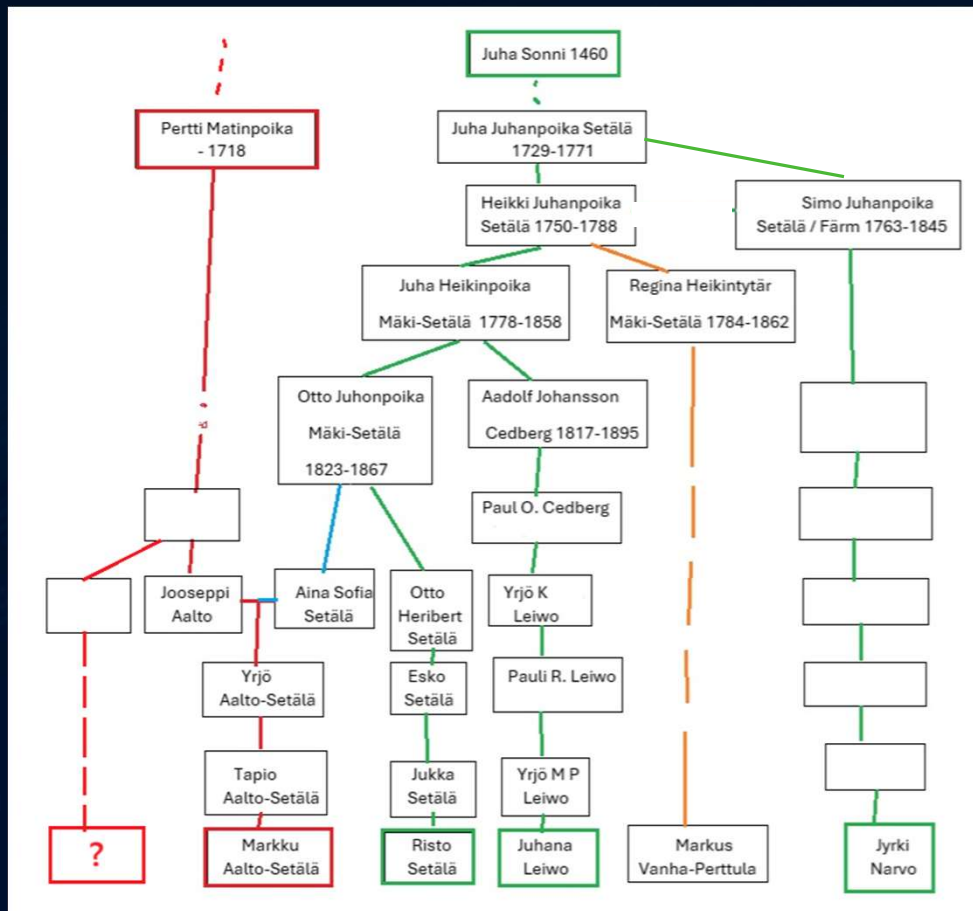 Juha Sonni 1460
Pertti Matinpoika
- 1718
Juha Juhanpoika Setälä
1729-1771
Heikki Juhanpoika
Setälä 1750-1788
Simo Juhanpoika
Setälä / Färm 1763-1845
Juha Heikinpoika
Mäki-Setälä 1778-1858
Regina Heikintytär
Mäki-Setälä 1784-1862
Otto Juhonpoika
Mäki-Setälä
1823-1867
Aadolf Johansson
Cedberg 1817-1895
Paul O. Cedberg
Jooseppi
Aalto
Aina Sofia
Setälä
Otto
Heribert
Setälä
Yrjö K
Leiwo
Yrjö
Aalto-Setälä
Esko
Setälä
Pauli R. Leiwo
Tapio
Aalto-Setälä
Jukka
Setälä
Yrjö M P
Leiwo
?
Markku
Aalto-Setälä
Risto
Setälä
Juhana
Leiwo
Markus
Vanha-Perttula
Jyrki
Narvo